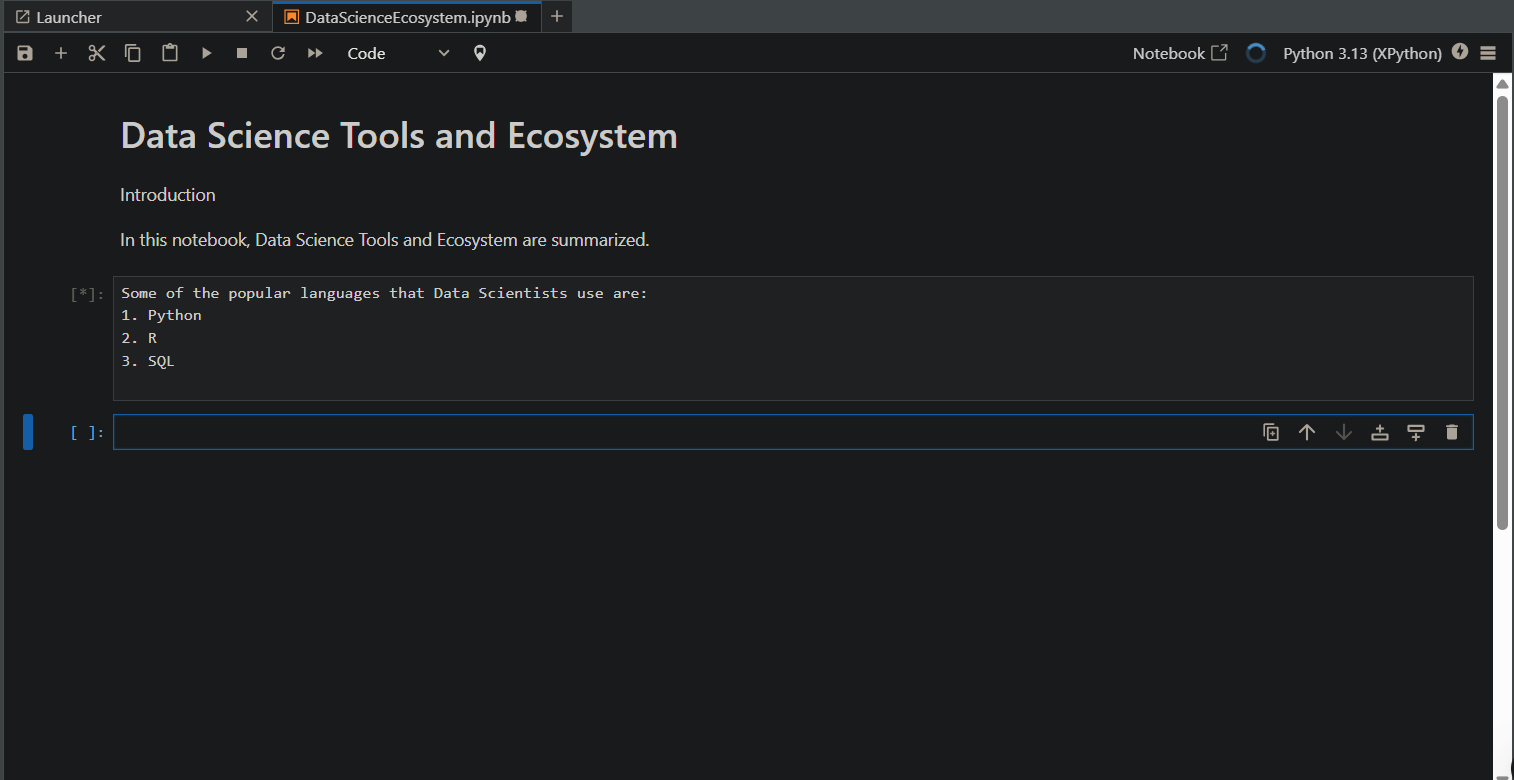 Launcher
DataScienceEcosystem.ipynb
Code
Notebook
Python 3.13 (XPython)
Data Science Tools and Ecosystem
Introduction
In this notebook, Data Science Tools and Ecosystem are summarized.
[*]:
Some of the popular languages that Data Scientists use are:
1. Python
2. R
3. SQL
[ ]: